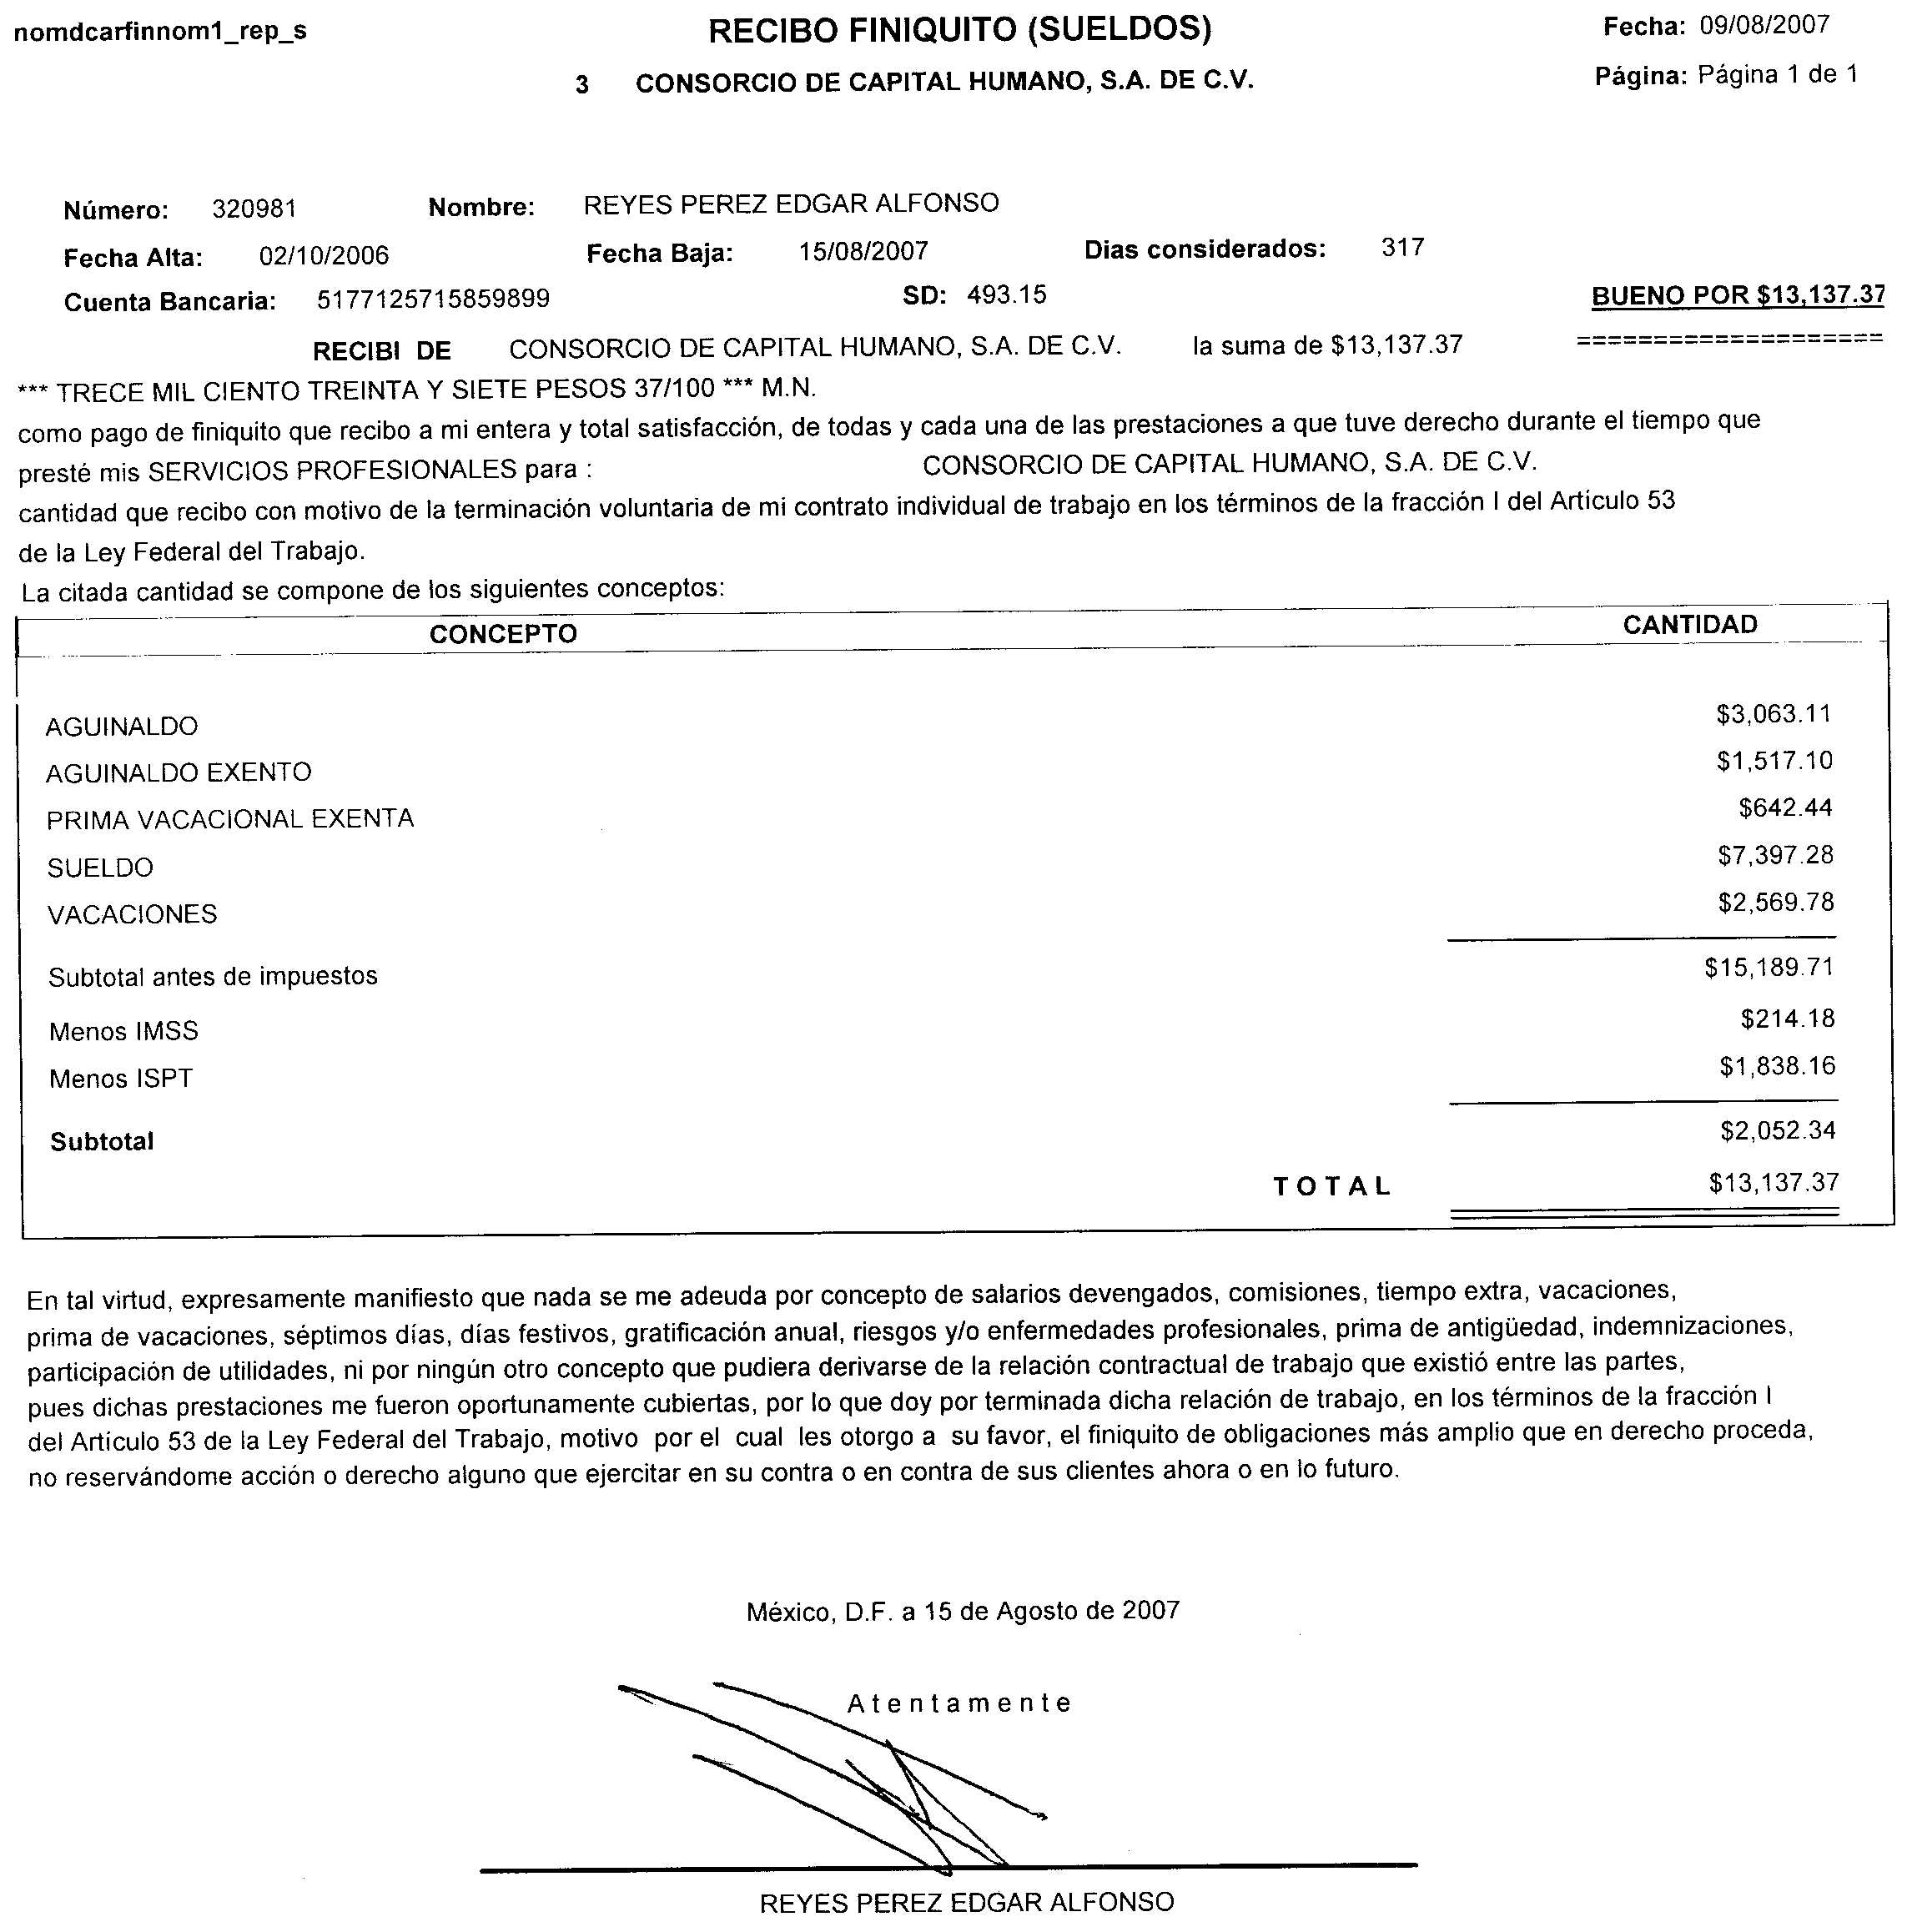 nomdcarfinnom1_rep_s RECIBO FINIQUITO (SUELDOS) Fecha: 09/08/2007
3 CONSORCIO DE CAPITAL HUMANO, S.A. DE C.V. Página: Página 1 de 1
Número: 320981 Nombre: REYES PEREZ EDGAR ALFONSO
Fecha Alta: 02/10/2006 Fecha Baja: 15/08/2007 Dias considerados: 317
Cuenta Bancaria: 5177125715859899 SD: 493.15 BUENO POR $13,137.37
RECIBI DE CONSORCIO DE CAPITAL HUMANO, S.A. DE C.V. la suma de $13,137.37 ====================
*** TRECE MIL CIENTO TREINTA Y SIETE PESOS 37/100 *** M.N.
como pago de finiquito que recibo a mi entera y total satisfacción, de todas y cada una de las prestaciones a que tuve derecho durante el tiempo que
presté mis SERVICIOS PROFESIONALES para : CONSORCIO DE CAPITAL HUMANO, S.A. DE C.V.
cantidad que recibo con motivo de la terminación voluntaria de mi contrato individual de trabajo en los términos de la fracción I del Artículo 53
de la Ley Federal del Trabajo.
La citada cantidad se compone de los siguientes conceptos:
CONCEPTO CANTIDAD
AGUINALDO $3,063.11
AGUINALDO EXENTO $1,517.10
PRIMA VACACIONAL EXENTA $642.44
SUELDO $7,397.28
VACACIONES $2,569.78
Subtotal antes de impuestos $15,189.71
Menos IMSS $214.18
Menos ISPT $1,838.16
Subtotal $2,052.34
TOTAL $13,137.37
En tal virtud, expresamente manifiesto que nada se me adeuda por concepto de salarios devengados, comisiones, tiempo extra, vacaciones,
prima de vacaciones, séptimos días, días festivos, gratificación anual, riesgos y/o enfermedades profesionales, prima de antigüedad, indemnizaciones,
participación de utilidades, ni por ningún otro concepto que pudiera derivarse de la relación contractual de trabajo que existió entre las partes,
pues dichas prestaciones me fueron oportunamente cubiertas, por lo que doy por terminada dicha relación de trabajo, en los términos de la fracción I
del Artículo 53 de la Ley Federal del Trabajo, motivo por el cual les otorgo a su favor, el finiquito de obligaciones más amplio que en derecho proceda,
no reservándome acción o derecho alguno que ejercitar en su contra o en contra de sus clientes ahora o en lo futuro.
México, D.F. a 15 de Agosto de 2007
Atentamente
REYES PEREZ EDGAR ALFONSO